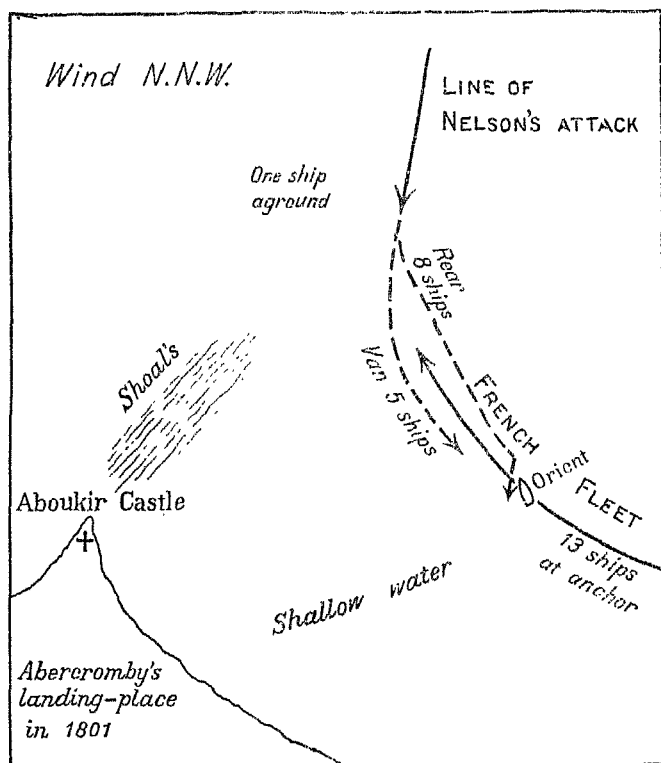 Wind N.N.W.
LINE OF
NELSON'S ATTACK
One ship
aground
Rear
8 ships
Shoal's
Van 5 ships
FRENCH
FLEET
Orient
13 ships
at anchor
Aboukir Castle
Shallow water
Abercromby's
landing-place
in 1801